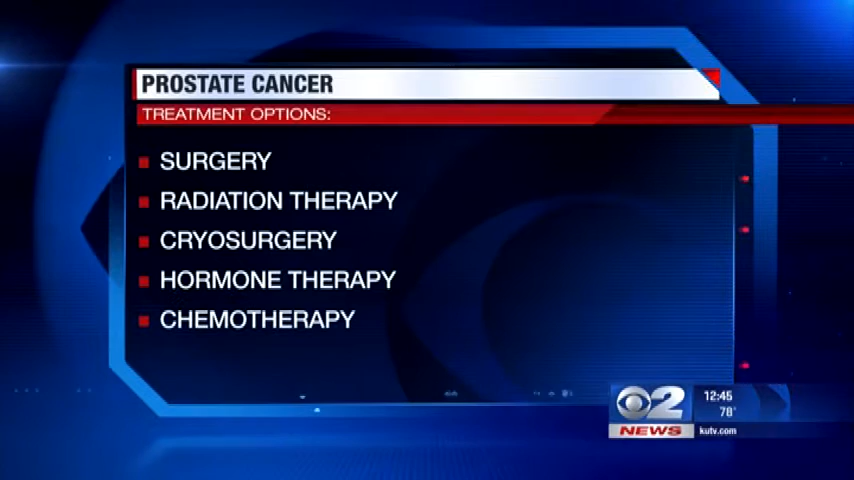 PROSTATE CANCER
TREATMENT OPTIONS:
SURGERY
RADIATION THERAPY
CRYOSURGERY
HORMONE THERAPY
CHEMOTHERAPY
2 12:45
78°
NEWS kutv.com